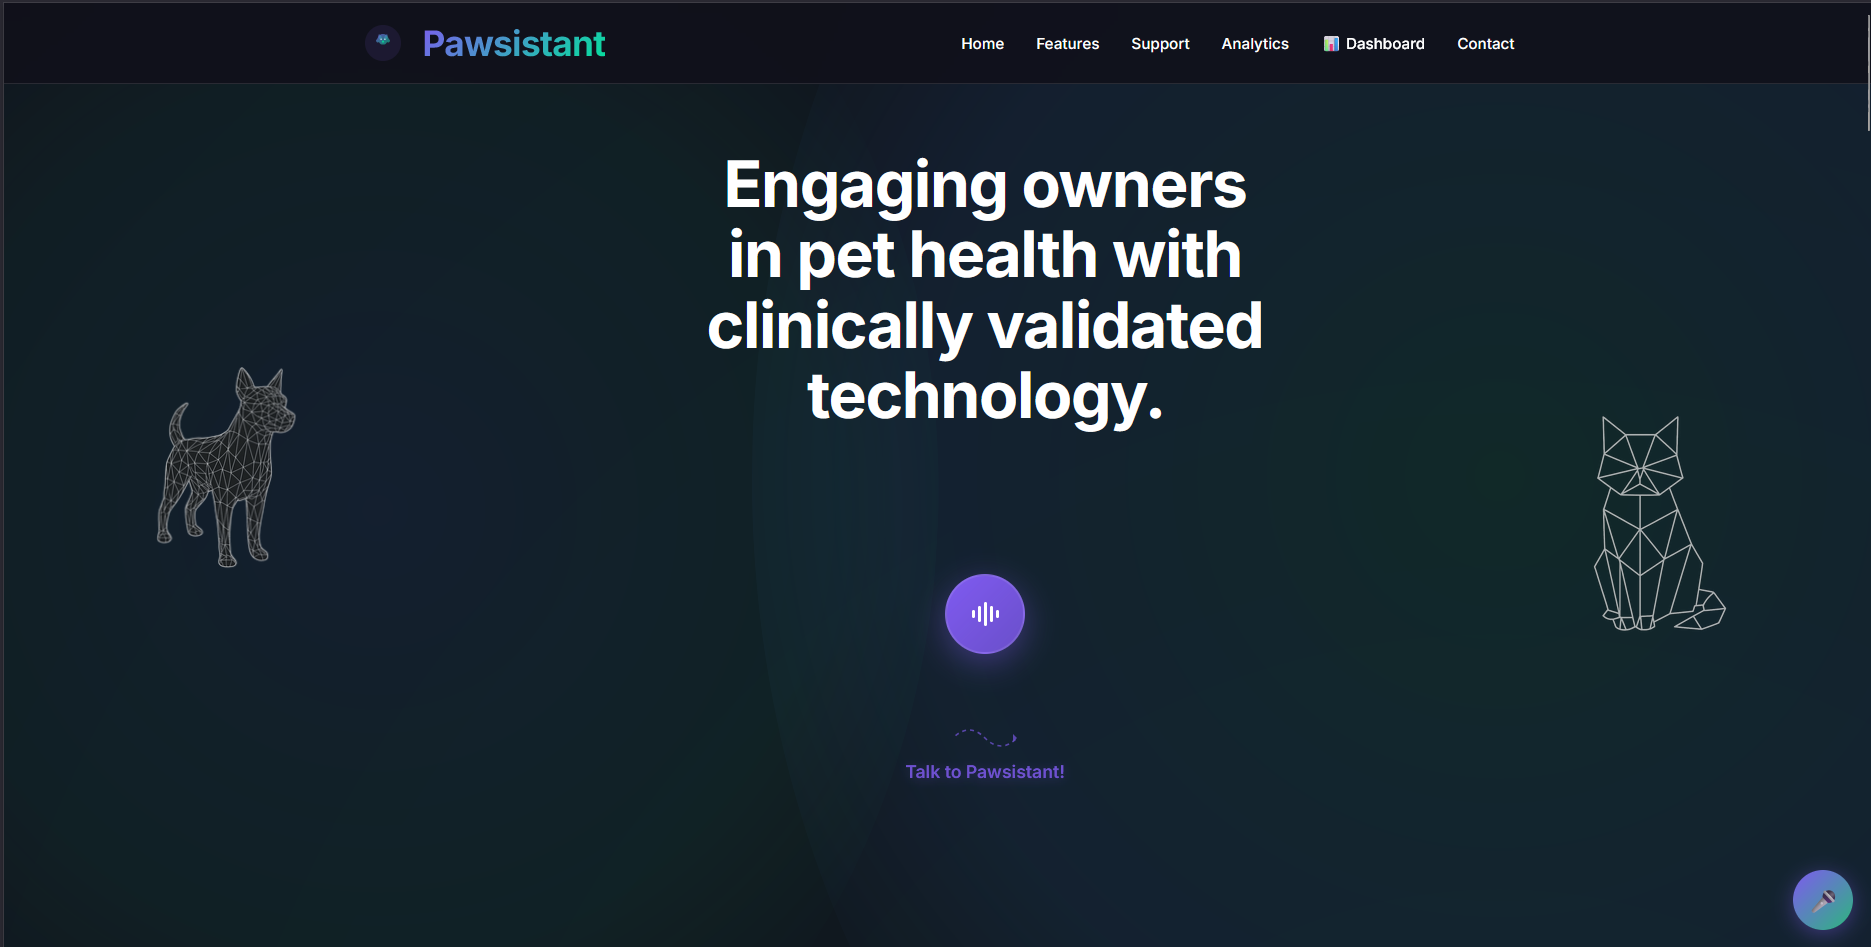 Pawsistant
Home Features Support Analytics Dashboard Contact
Engaging owners
in pet health with
clinically validated
technology.
Talk to Pawsistant!